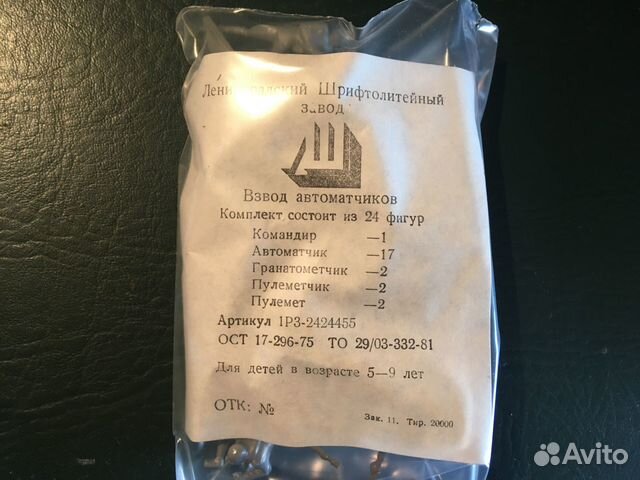 Ленинградский Шрифтолитейный
завод
Взвод автоматчиков
Комплект состоит из 24 фигур
Командир —1
Автоматчик —17
Гранатометчик —2
Пулеметчик —2
Пулемет —2
Артикул 1РЗ-2424455
ОСТ 17-296-75 ТО 29/03-332-81
Для детей в возрасте 5—9 лет
ОТК: №
Зак. 11. Тир. 20000
Avito